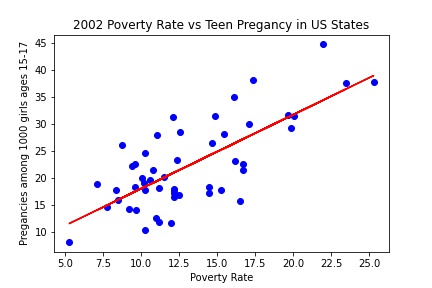 2002 Poverty Rate vs Teen Pregancy in US States
Pregancies among 1000 girls ages 15-17
45
40
35
30
25
20
15
10
5.0 7.5 10.0 12.5 15.0 17.5 20.0 22.5 25.0
Poverty Rate